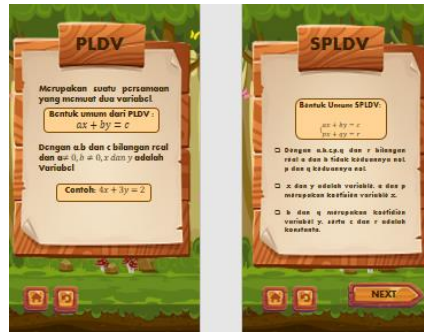 PLDV
Merupakan suatu persamaan
yang memuat dua variabel
Bentuk umum dari PLDV :
ax + by = c
Dengan a.b dan c bilangan real
dan a≠ 0, b ≠ 0, x dan y adalah
Variabel
Contoh: 4x + 3y = 2
SPLDV
Bentuk Umum SPLDV:
ax + by = c
px + qy = r
❑ Dengan a.b.c.p.q dan r bilangan
real a dan b tidak keduanya nol,
p dan q keduanya nol.
❑ x dan y adalah variable, a dan p
merupakan koefisien variable x.
❑ b dan q merupakan koefisien
variabel y. serta c dan r adalah
konstanta.
NEXT